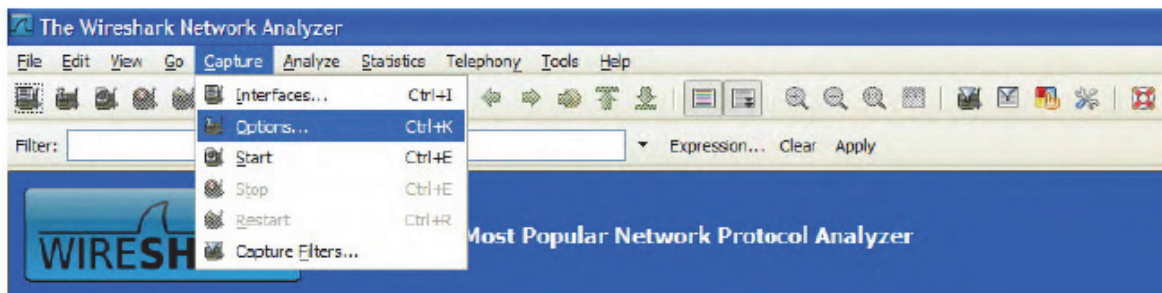 The Wireshark Network Analyzer
File Edit View Go Capture Analyze Statistics Telephony Tools Help
Interfaces... Ctrl+I
Options... Ctrl+K
Filter: Expression... Clear Apply
Start Ctrl+E
Stop Ctrl+E
Restart Ctrl+R
WIRESH Most Popular Network Protocol Analyzer
Capture Filters...